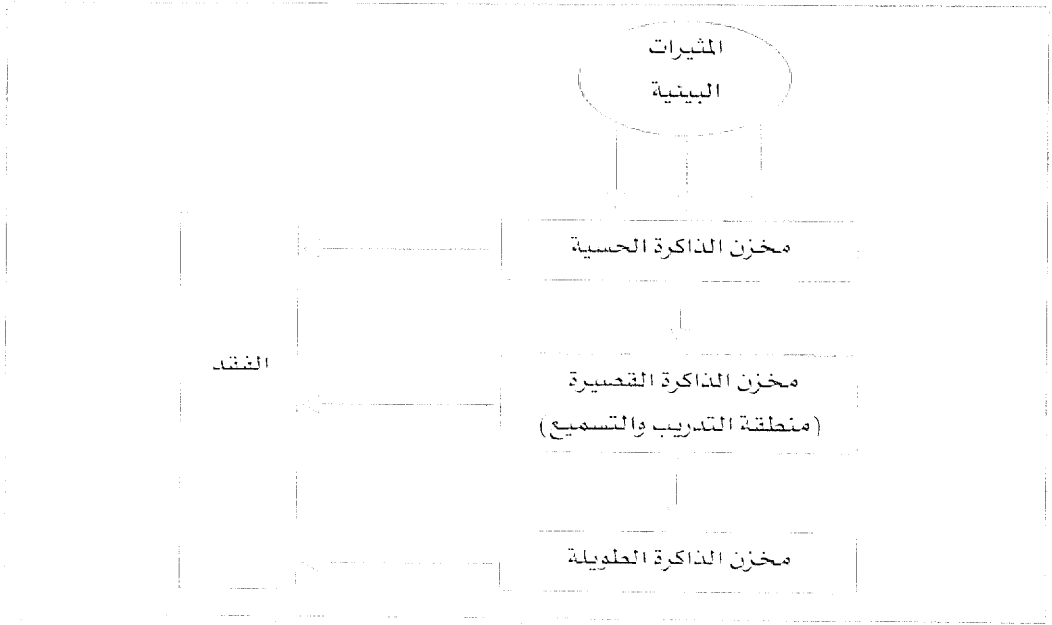 المثيرات
البيئية
مخزن الذاكرة الحسية
الفقد
مخزن الذاكرة القصيرة
(منطقة التدريب والتسميع)
مخزن الذاكرة الطويلة